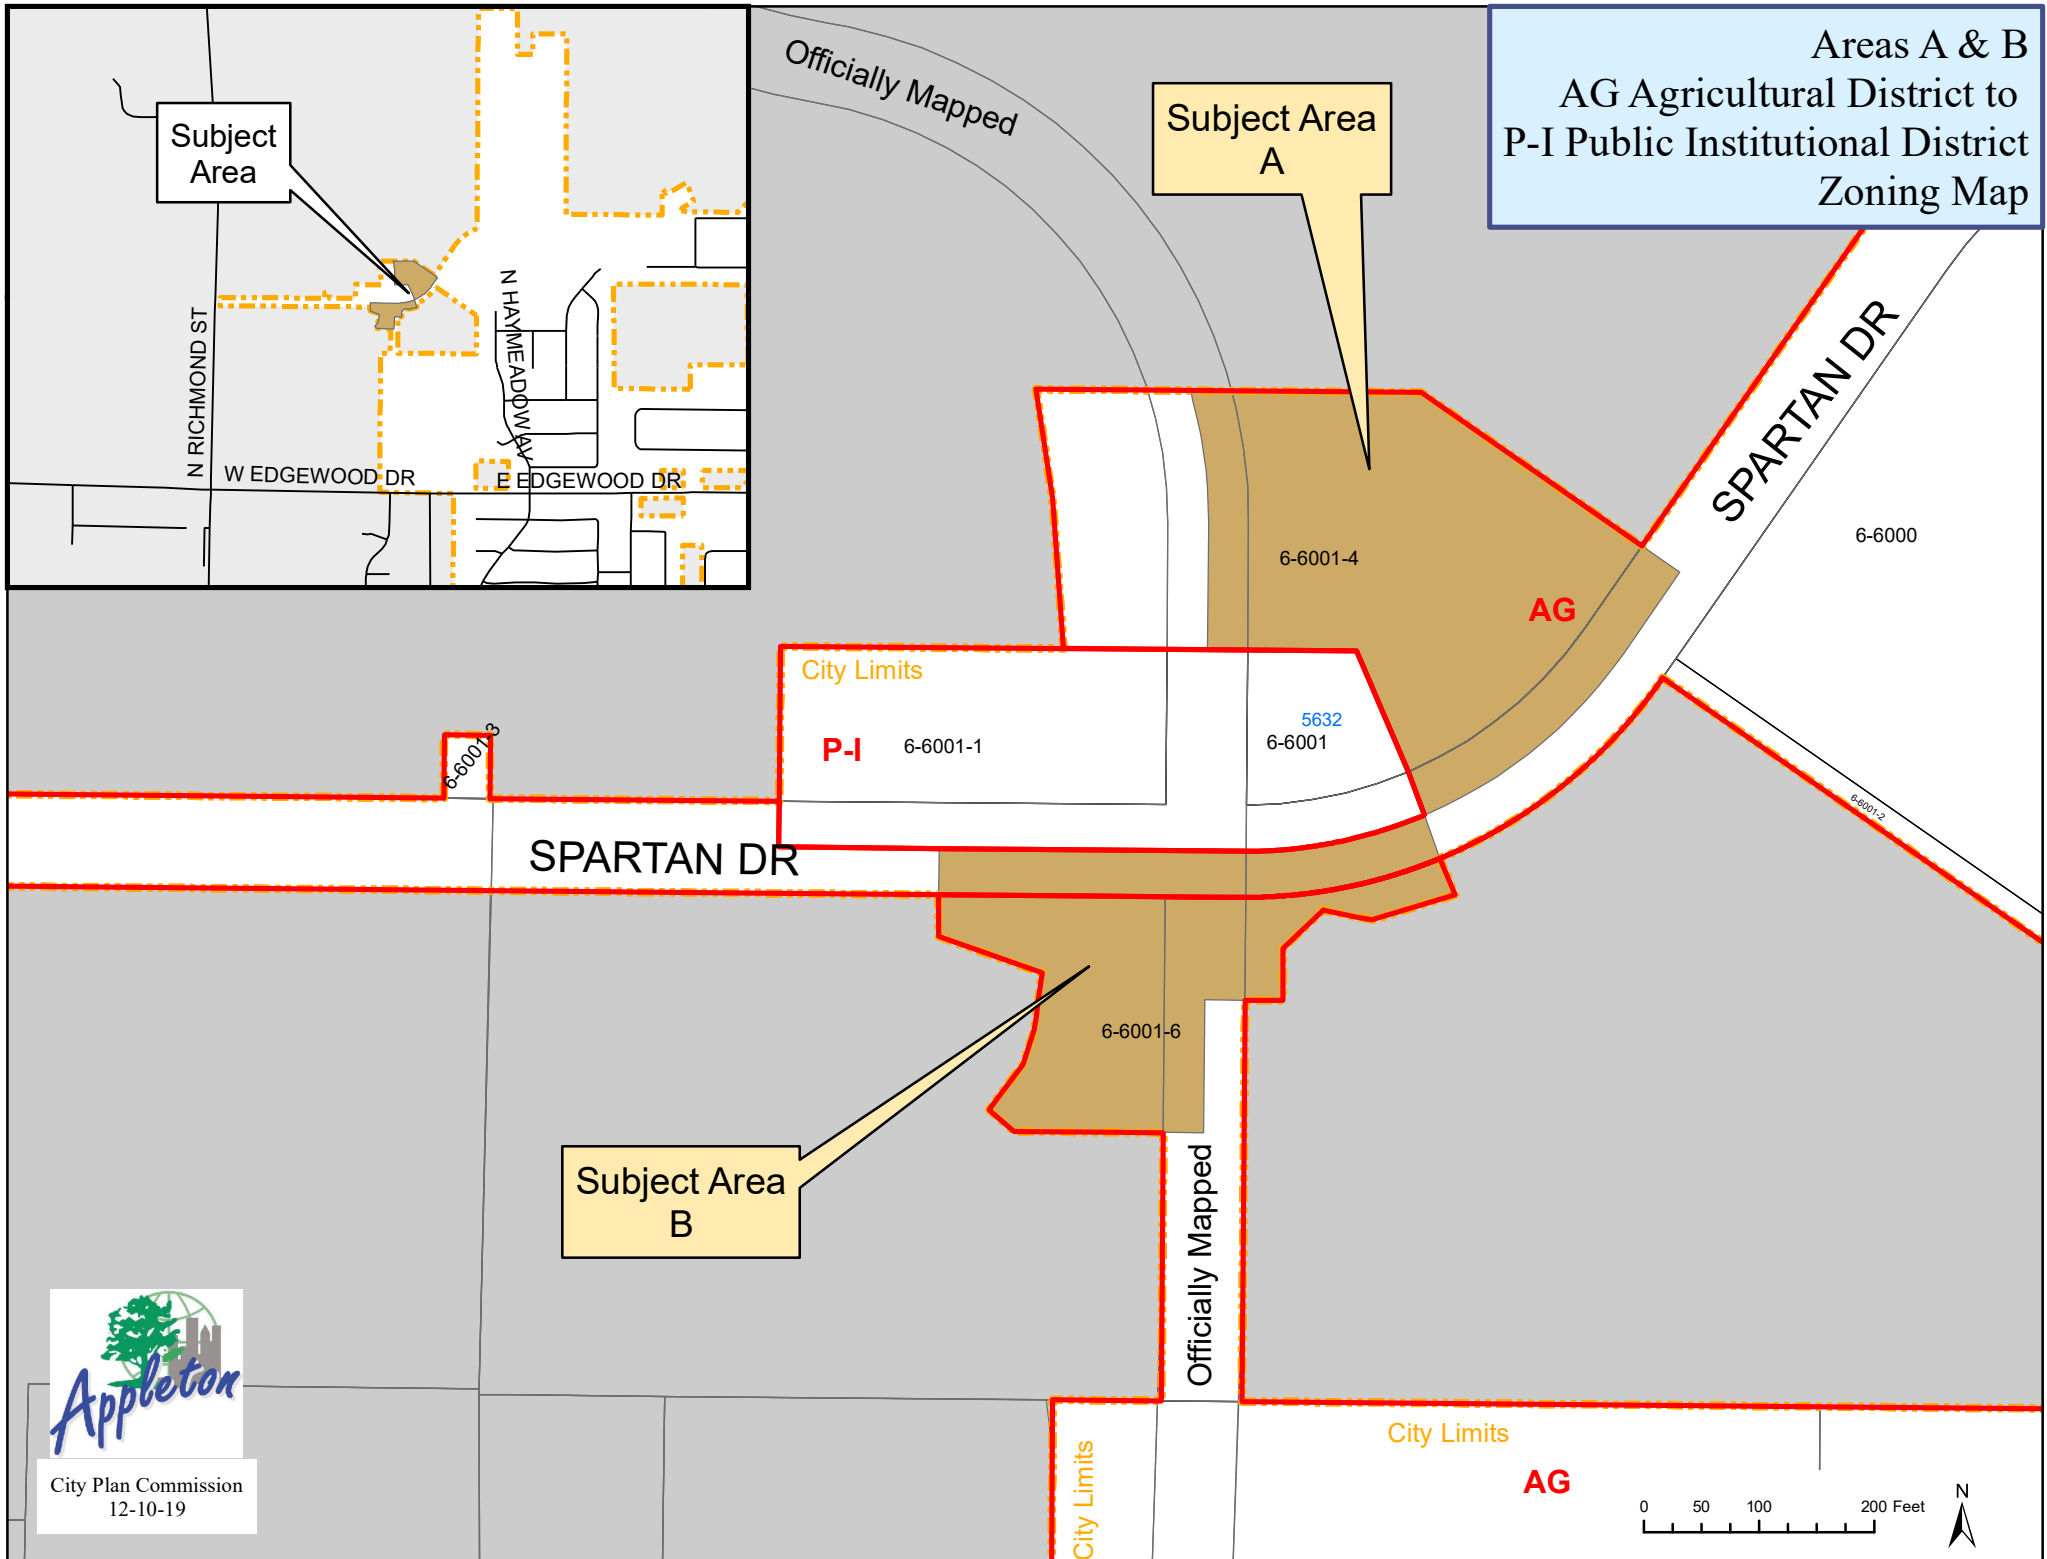 Areas A & B
AG Agricultural District to
P-I Public Institutional District
Zoning Map
Subject
Area
N RICHMOND ST
N HAYMEADOW AV
W EDGEWOOD DR
E EDGEWOOD DR
Officially Mapped
Subject Area
A
SPARTAN DR
6-6000
6-6001-4
AG
City Limits
P-I
6-6001-1
5632
6-6001
6-6001-3
6-6001-2
SPARTAN DR
6-6001-6
Subject Area
B
Officially Mapped
City Limits
City Limits
AG
Appleton
City Plan Commission
12-10-19
0 50 100 200 Feet
N